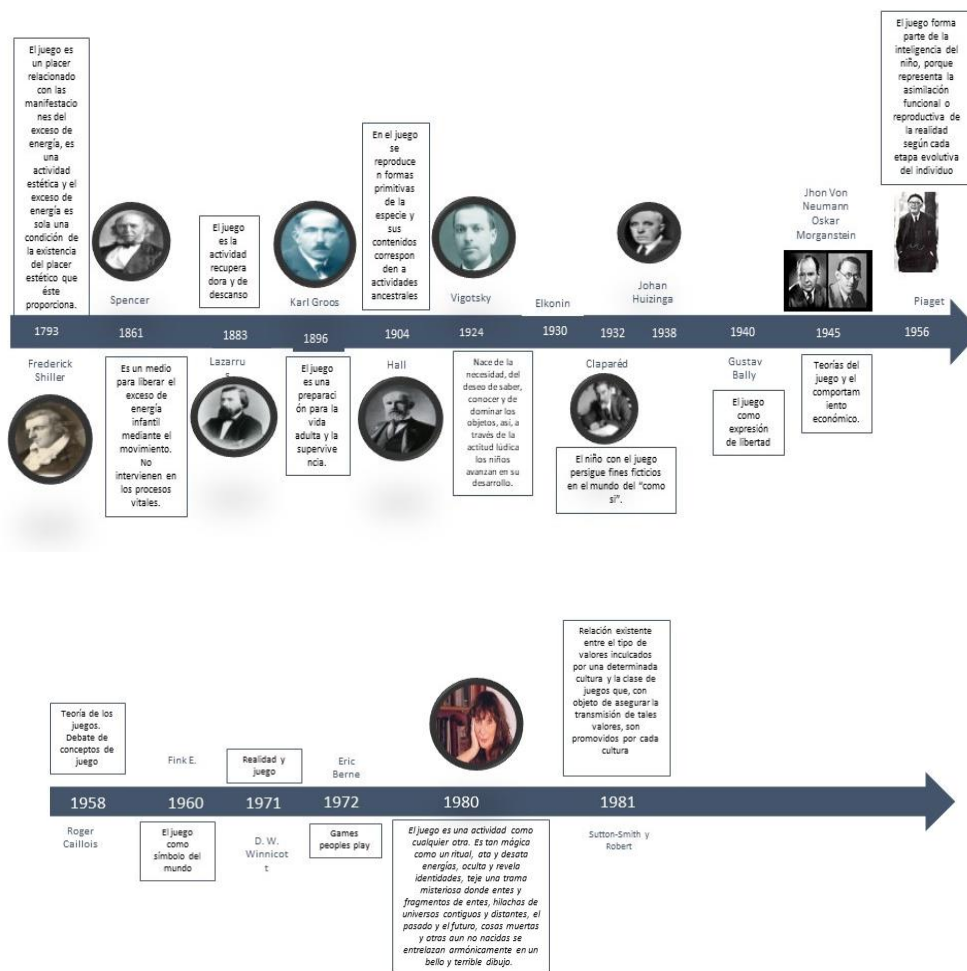 El juego es
un placer
relacionado
con las
manifestacio
nes del
exceso de
energía, es
una
actividad
estética y el
exceso de
energía es
sola una
condición de
la existencia
del placer
estético que
éste
proporciona.
Spencer
El juego
es la
actividad
recupera
dora y de
descanso
Karl Groos
En el juego
se
reproduce
n formas
primitivas
de la
especie y
sus
contenidos
correspon
den a
actividades
ancestrales
Vigotsky
Elkonin
Johan
Huizinga
Jhon Von
Neumann
Oskar
Morganstein
El juego forma
parte de la
inteligencia del
niño, porque
representa la
asimilación
funcional o
reproductiva de
la realidad
según cada
etapa evolutiva
del individuo
Piaget
1793
1861
1883
1896
1904
1924
1930
1932
1938
1940
1945
1956
Frederick
Shiller
Es un medio
para liberar el
exceso de
energía
infantil
mediante el
movimiento.
No
intervienen en
los procesos
vitales.
Lazarru
s
El juego
es una
preparaci
ón para la
vida
adulta y la
supervive
ncia.
Hall
Nace de la
necesidad, del
deseo de saber,
conocer y de
dominar los
objetos, así, a
través de la
actitud lúdica
los niños
avanzan en su
desarrollo.
Claparéd
El niño con el juego
persigue fines ficticios
en el mundo del "como
si".
Gustav
Bally
El juego
como
expresión
de libertad
Teorías del
juego y el
comportam
iento
económico.
Teoría de los
juegos.
Debate de
conceptos de
juego
Fink E.
Realidad y
juego
Eric
Berne
Relación existente
entre el tipo de
valores inculcados
por una determinada
cultura y la clase de
juegos que, con
objeto de asegurar la
transmisión de tales
valores, son
promovidos por cada
cultura
1958
1960
1971
1972
1980
1981
Roger
Caillois
El juego
como
símbolo del
mundo
D. W.
Winnicot
t
Games
peoples play
El juego es una actividad como
cualquier otra. Es tan mágica
como un ritual, ata y desata
energías, oculta y revela
identidades, teje una trama
misteriosa donde entes y
fragmentos de entes, hilachas de
universos contiguos y distantes, el
pasado y el futuro, cosas muertas
y otras aun no nacidas se
entrelazan armónicamente en un
bello y terrible dibujo.
Sutton-Smith y
Robert